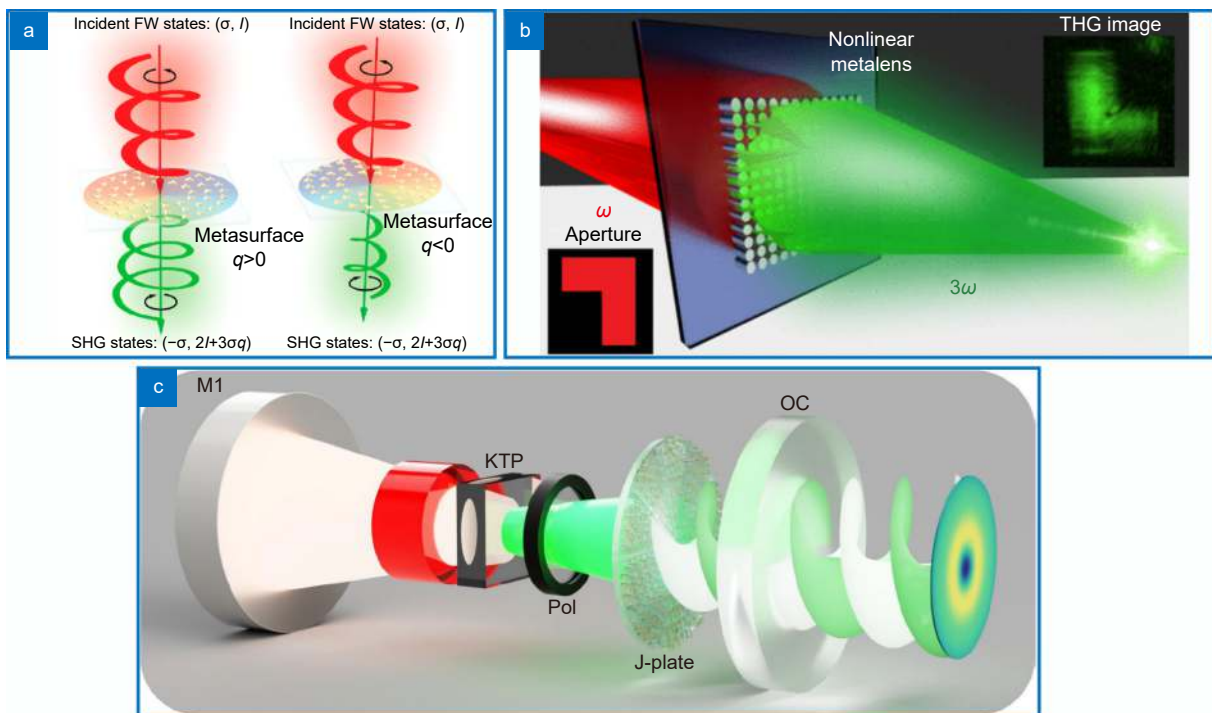 a
Incident FW states: (σ, l)
Incident FW states: (σ, l)
Metasurface
q>0
Metasurface
q<0
SHG states: (−σ, 2l+3σq)
SHG states: (−σ, 2l+3σq)
b
Nonlinear
metalens
THG image
ω
Aperture
3ω
c
M1
KTP
Pol
J-plate
OC